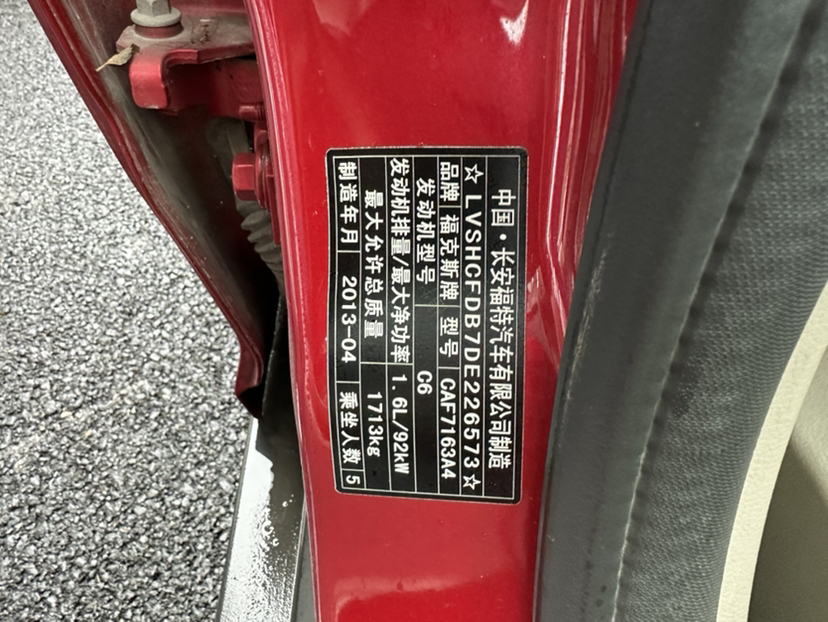 中国·长安福特汽车有限公司制造
☆LVSHCFDB7DE226573☆
品牌 福克斯牌 型号 CAF7163A4
发动机型号 C6
发动机排量/最大净功率 1.6L/92kW
最大允许总质量 1713kg
制造年月 2013-04 乘坐人数 5